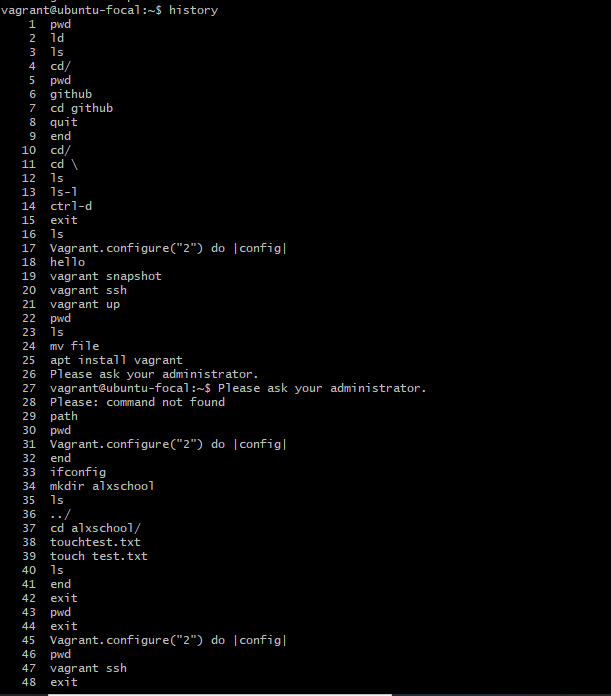 vagrant@ubuntu-focal:~$ history
1 pwd
2 ld
3 ls
4 cd/
5 pwd
6 github
7 cd github
8 quit
9 end
10 cd/
11 cd \
12 ls
13 ls-l
14 ctrl-d
15 exit
16 ls
17 Vagrant.configure("2") do |config|
18 hello
19 vagrant snapshot
20 vagrant ssh
21 vagrant up
22 pwd
23 ls
24 mv file
25 apt install vagrant
26 Please ask your administrator.
27 vagrant@ubuntu-focal:~$ Please ask your administrator.
28 Please: command not found
29 path
30 pwd
31 Vagrant.configure("2") do |config|
32 end
33 ifconfig
34 mkdir alxschool
35 ls
36 ../
37 cd alxschool/
38 touchtest.txt
39 touch test.txt
40 ls
41 end
42 exit
43 pwd
44 exit
45 Vagrant.configure("2") do |config|
46 pwd
47 vagrant ssh
48 exit